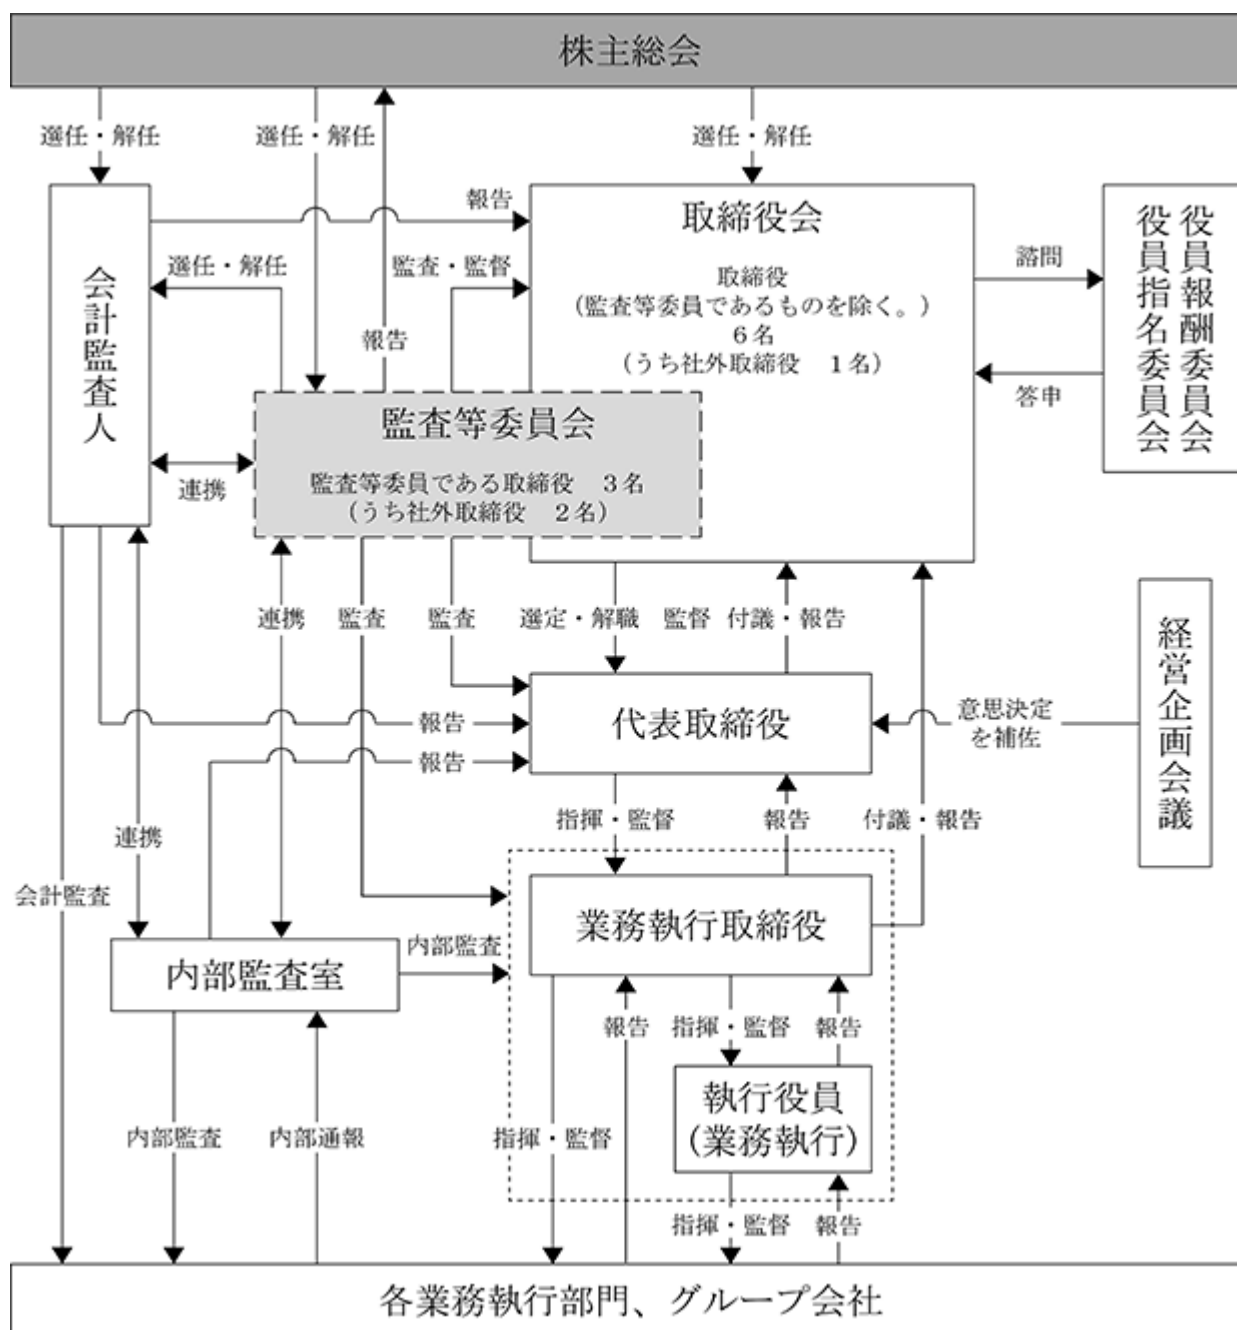 株主総会
選任・解任
選任・解任
選任・解任
報告
取締役会
取締役
(監査等委員であるものを除く。)
6名
(うち社外取締役 1名)
諮問
答申
役員報酬委員会
役員指名委員会
会計監査人
選任・解任
監査・監督
報告
監査等委員会
監査等委員である取締役 3名
(うち社外取締役 2名)
連携
連携
監査
監査
選定・解職
監督
付議・報告
経営企画会議
代表取締役
意思決定
を補佐
報告
報告
指揮・監督
報告
付議・報告
連携
会計監査
業務執行取締役
内部監査
内部監査室
報告
指揮・監督
報告
執行役員
(業務執行)
内部監査
内部通報
指揮・監督
指揮・監督
報告
各業務執行部門、グループ会社